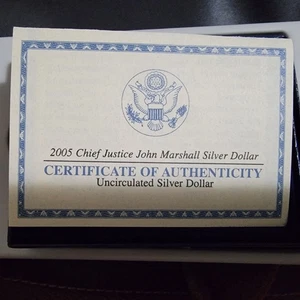 2005 Chief Justice John Marshall Silver Dollar
CERTIFICATE OF AUTHENTICITY
Uncirculated Silver Dollar